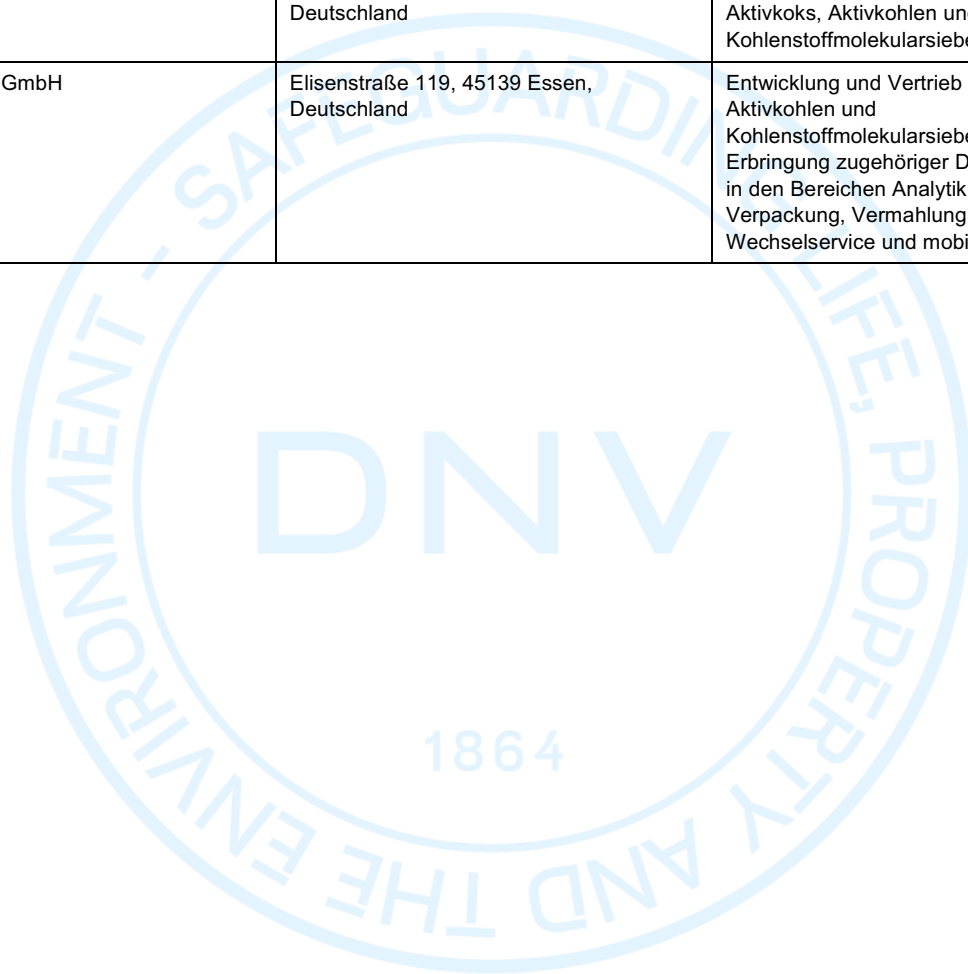 Deutschland
Aktivkoks, Aktivkohlen und
Kohlenstoffmolekularsiebe
GmbH
Elisenstraße 119, 45139 Essen,
Deutschland
Entwicklung und Vertrieb
Aktivkohlen und
Kohlenstoffmolekularsiebe
Erbringung zugehöriger D
in den Bereichen Analytik
Verpackung, Vermahlung
Wechselservice und mobi
SAFEGUARDING LIFE, PROPERTY AND THE ENVIRONMENT -
DNV
1864